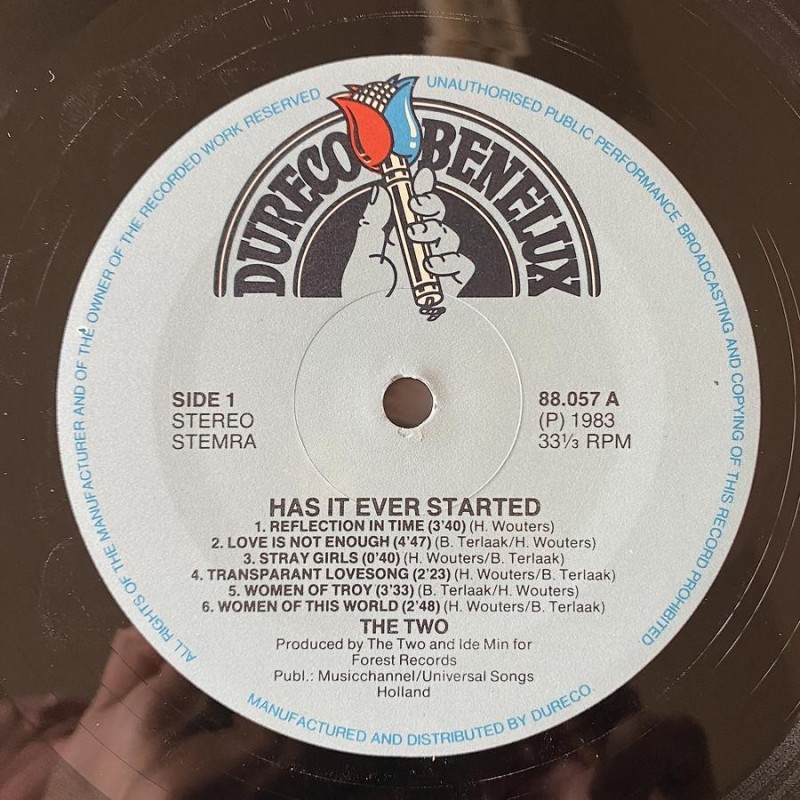 ALL RIGHTS OF THE MANUFACTURER AND OF THE OWNER OF THE RECORDED WORK RESERVED
UNAUTHORISED PUBLIC PERFORMANCE BROADCASTING AND COPYING OF THIS RECORD PROHIBITED
DURECO BENELUX
SIDE 1
STEREO
STEMRA
88.057 A
(P) 1983
33⅓ RPM
HAS IT EVER STARTED
1. REFLECTION IN TIME (3'40) (H. Wouters)
2. LOVE IS NOT ENOUGH (4'47) (B. Terlaak/H. Wouters)
3. STRAY GIRLS (0'40) (H. Wouters/B. Terlaak)
4. TRANSPARANT LOVESONG (2'23) (H. Wouters/B. Terlaak)
5. WOMEN OF TROY (3'33) (B. Terlaak/H. Wouters)
6. WOMEN OF THIS WORLD (2'48) (H. Wouters/B. Terlaak)
THE TWO
Produced by The Two and Ide Min for
Forest Records
Publ.: Musicchannel/Universal Songs
Holland
MANUFACTURED AND DISTRIBUTED BY DURECO.